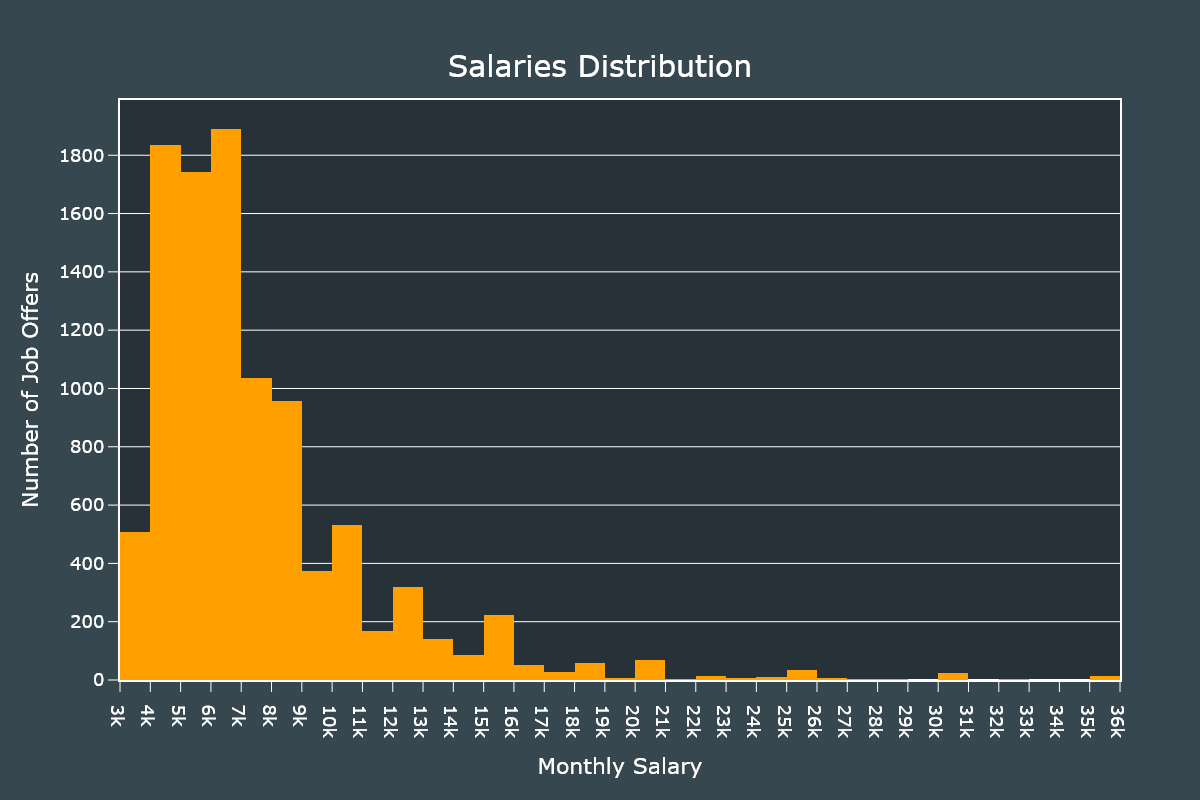 Salaries Distribution
Number of Job Offers
1800
1600
1400
1200
1000
800
600
400
200
0
3k 4k 5k 6k 7k 8k 9k 10k 11k 12k 13k 14k 15k 16k 17k 18k 19k 20k 21k 22k 23k 24k 25k 26k 27k 28k 29k 30k 31k 32k 33k 34k 35k 36k
Monthly Salary